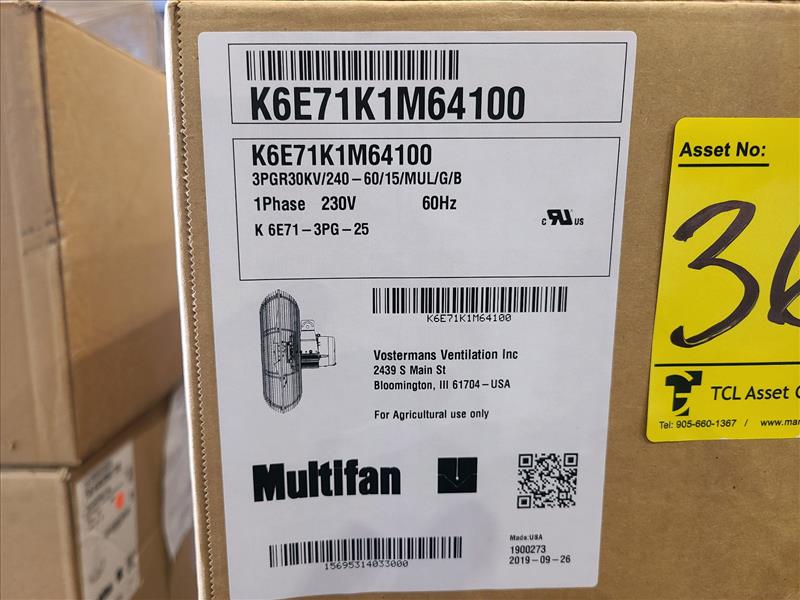 K6E71K1M64100
K6E71K1M64100
3PGR30KV/240-60/15/MUL/G/B
1Phase 230V 60Hz
c RU US
K 6E71-3PG-25
K6E71K1M64100
Vostermans Ventilation Inc
2439 S Main St
Bloomington, Ill 61704-USA
For Agricultural use only
Multifan
Made:USA
1900273
2019-09-26
15695314033000
Asset No:
TCL Asset
Tel: 905-660-1367 /